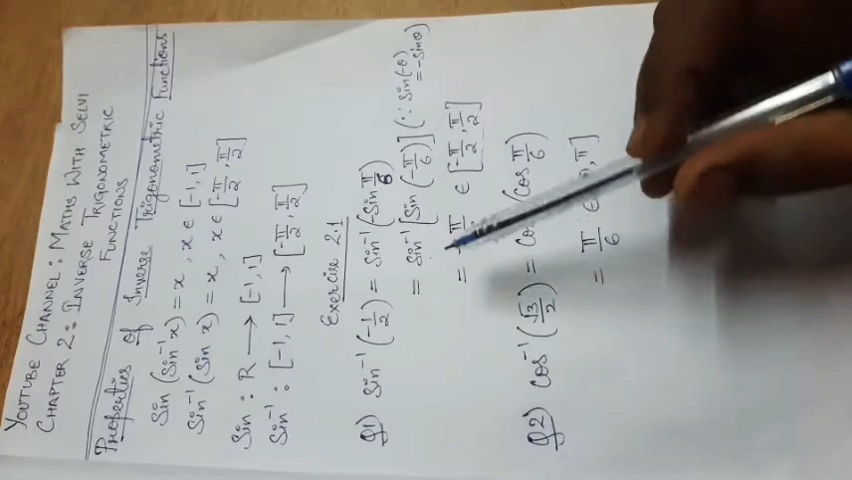 YOUTUBE CHANNEL: MATHS WITH SELVI
CHAPTER 2: INVERSE TRIGONOMETRIC
FUNCTIONS
Properties of Inverse Trigonometric Functions
Sin (Sin⁻¹x) = x, x ∈ [-1, 1]
Sin⁻¹ (Sin x) = x, x ∈ [-π/2, π/2]
Sin : R → [-1, 1]
Sin⁻¹ : [-1, 1] → [-π/2, π/2]
Exercise 2.1
Q1) Sin⁻¹(-1/2) = Sin⁻¹(-Sin π/6)
= Sin⁻¹[Sin (-π/6)] (∵ Sin(-θ) = -Sinθ)
= π ∈ [-π/2, π/2]
Q2) Cos⁻¹(√3/2) = (Cos π/6)
= π/6 , π]